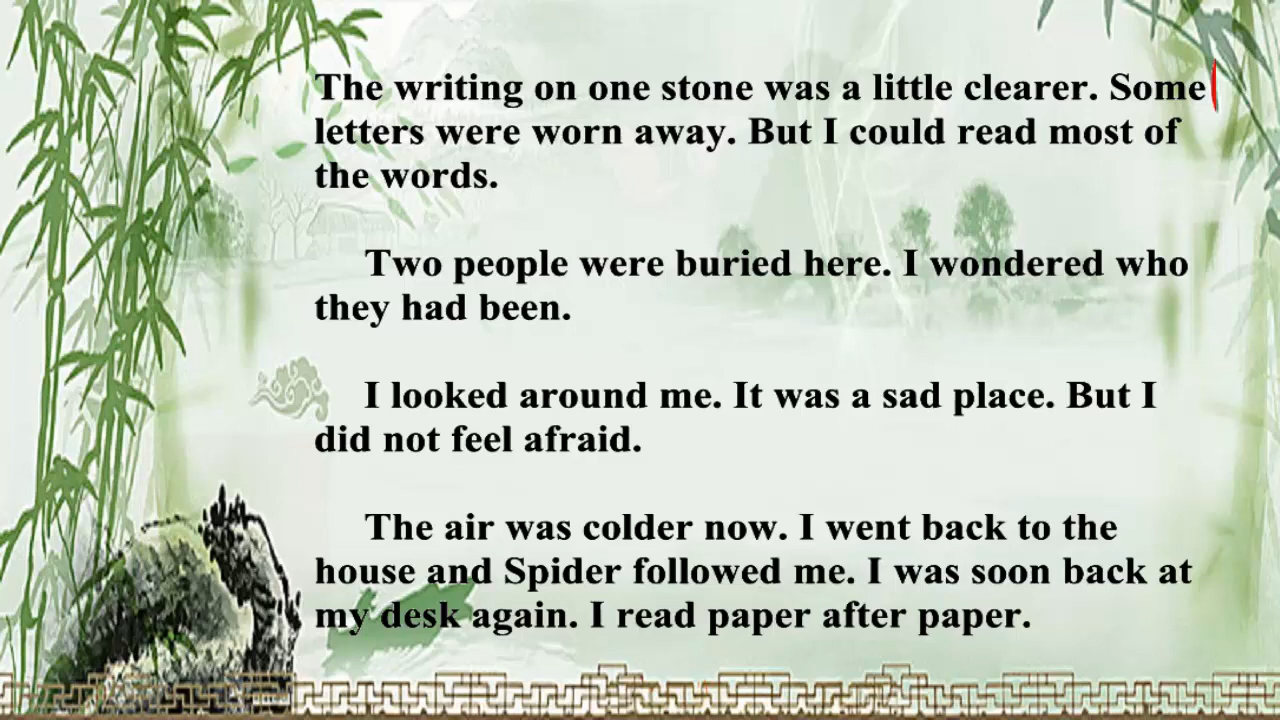 The writing on one stone was a little clearer. Some
letters were worn away. But I could read most of
the words.
Two people were buried here. I wondered who
they had been.
I looked around me. It was a sad place. But I
did not feel afraid.
The air was colder now. I went back to the
house and Spider followed me. I was soon back at
my desk again. I read paper after paper.